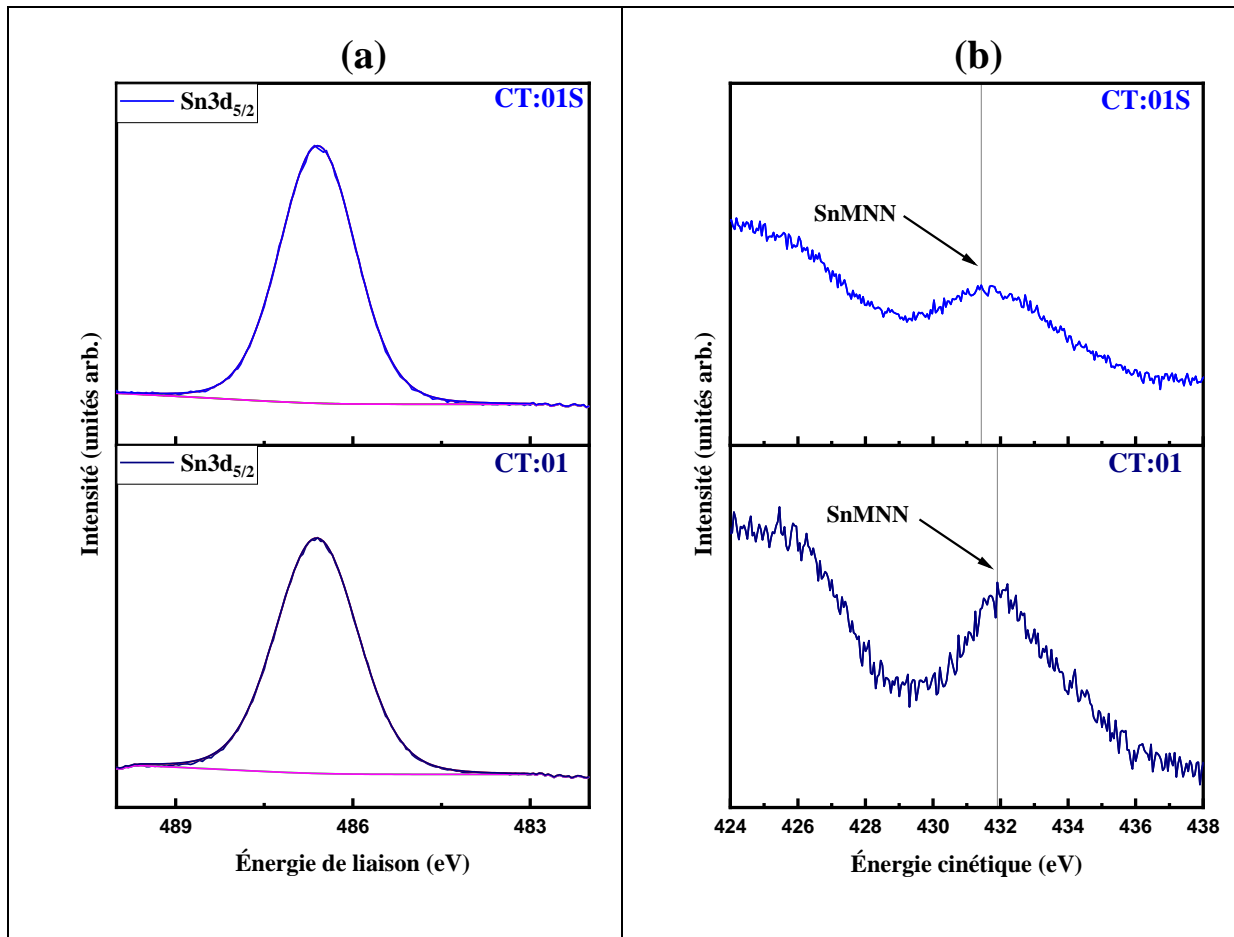 (a)
Sn3d5/2
CT:01S
Sn3d5/2
CT:01
Intensité (unités arb.)
489
486
483
Énergie de liaison (eV)
(b)
CT:01S
SnMNN
CT:01
SnMNN
Intensité (unités arb.)
424
426
428
430
432
434
436
438
Énergie cinétique (eV)